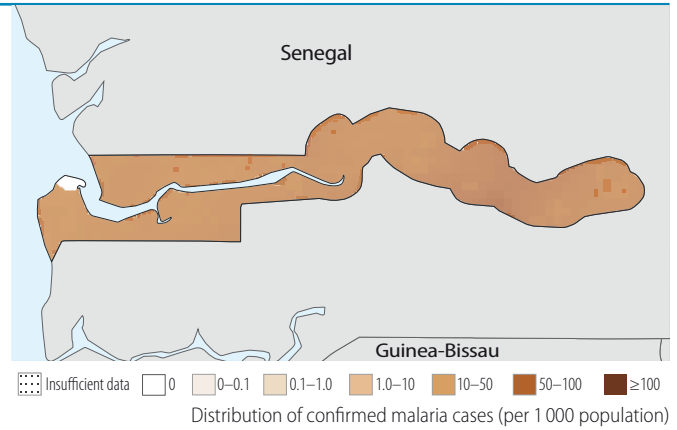 Senegal
Guinea-Bissau
Insufficient data 0 0–0.1 0.1–1.0 1.0–10 10–50 50–100 ≥100
Distribution of confirmed malaria cases (per 1 000 population)